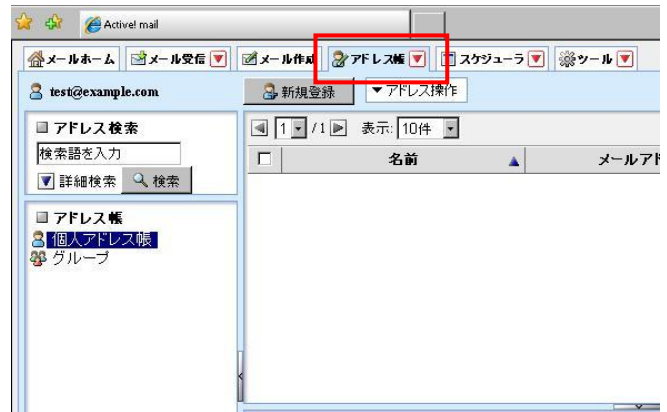 Active! mail
メールホーム メール受信 メール作成 アドレス帳 スケジューラ ツール
test@example.com 新規登録 ▼アドレス操作
アドレス検索
1 / 1 表示: 10件
検索語を入力
名前 ▲
詳細検索 検索
アドレス帳
個人アドレス帳
グループ